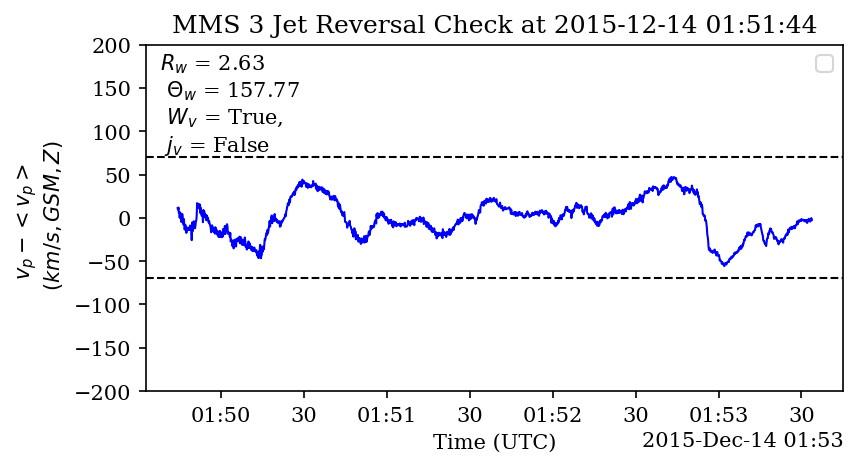 MMS 3 Jet Reversal Check at 2015-12-14 01:51:44
200
150
100
50
0
−50
−100
−150
−200
v_p − < v_p >
(km/s, GSM, Z)
R_w = 2.63
Θ_w = 157.77
W_v = True,
j_v = False
01:50 30 01:51 30 01:52 30 01:53 30
Time (UTC)
2015-Dec-14 01:53